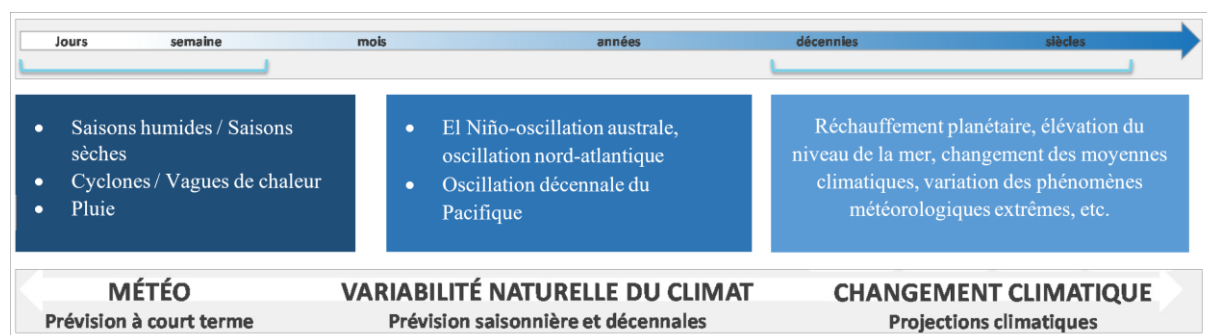 Jours semaine mois années décennies siècles
• Saisons humides / Saisons
sèches
• Cyclones / Vagues de chaleur
• Pluie
• El Niño-oscillation australe,
oscillation nord-atlantique
• Oscillation décennale du
Pacifique
Réchauffement planétaire, élévation du
niveau de la mer, changement des moyennes
climatiques, variation des phénomènes
météorologiques extrêmes, etc.
MÉTÉO
Prévision à court terme
VARIABILITÉ NATURELLE DU CLIMAT
Prévision saisonnière et décennales
CHANGEMENT CLIMATIQUE
Projections climatiques